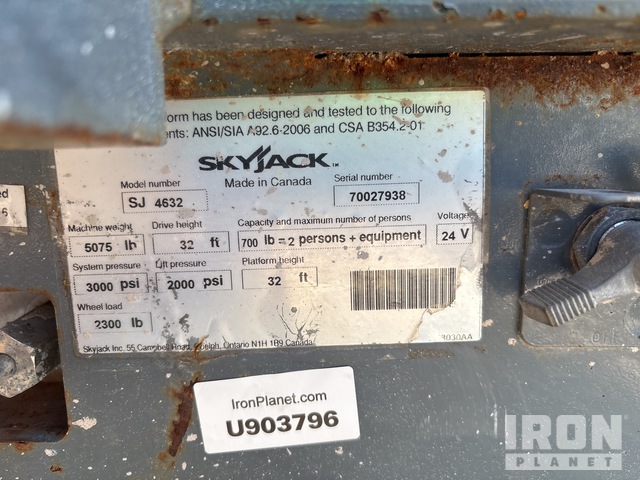 orm has been designed and tested to the following
ents: ANSI/SIA A92.6-2006 and CSA B354.2-01
SKYJACK
Made in Canada
Model number
SJ 4632
Serial number
70027938
Machine weight
5075 lb
Drive height
32 ft
Capacity and maximum number of persons
700 lb = 2 persons + equipment
Voltage
24 V
System pressure
3000 psi
Lift pressure
2000 psi
Platform height
32 ft
Wheel load
2300 lb
Skyjack Inc. 55 Campbell Road, Guelph, Ontario N1H 1B9 Canada
3030AA
ed
6
IronPlanet.com
U903796
IRON
PLANET